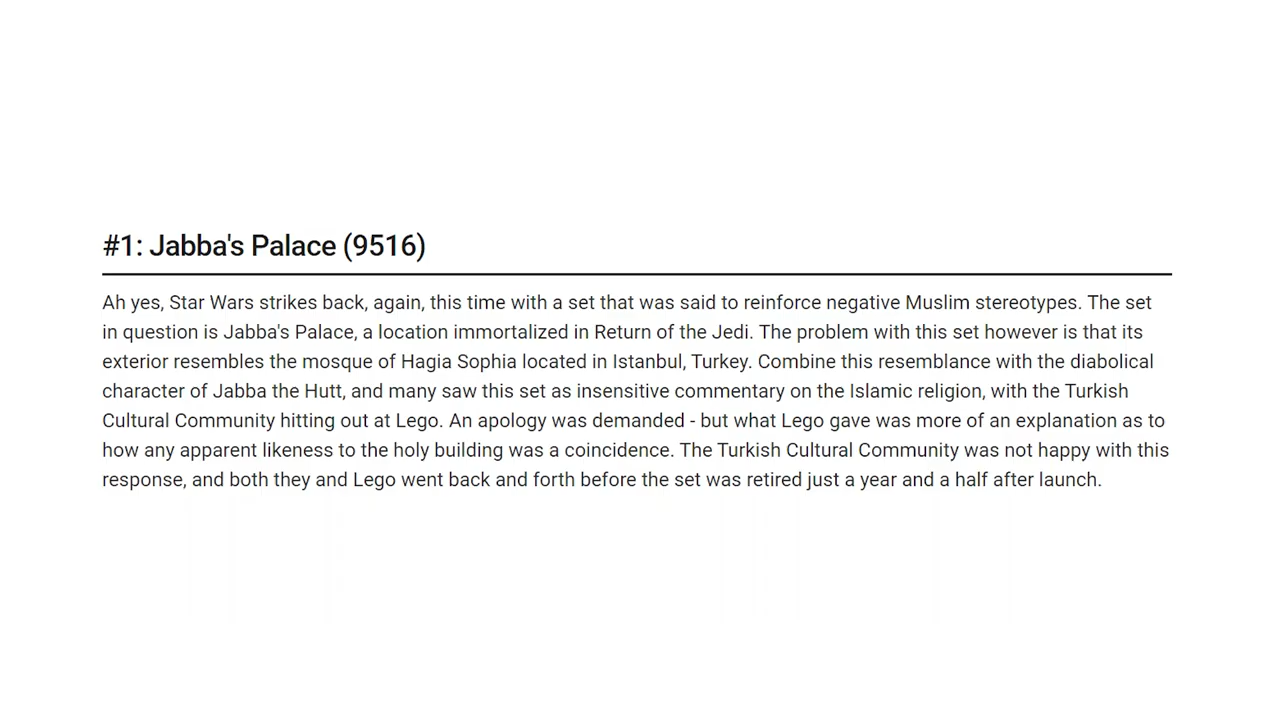 #1: Jabba's Palace (9516)
Ah yes, Star Wars strikes back, again, this time with a set that was said to reinforce negative Muslim stereotypes. The set
in question is Jabba's Palace, a location immortalized in Return of the Jedi. The problem with this set however is that its
exterior resembles the mosque of Hagia Sophia located in Istanbul, Turkey. Combine this resemblance with the diabolical
character of Jabba the Hutt, and many saw this set as insensitive commentary on the Islamic religion, with the Turkish
Cultural Community hitting out at Lego. An apology was demanded - but what Lego gave was more of an explanation as to
how any apparent likeness to the holy building was a coincidence. The Turkish Cultural Community was not happy with this
response, and both they and Lego went back and forth before the set was retired just a year and a half after launch.